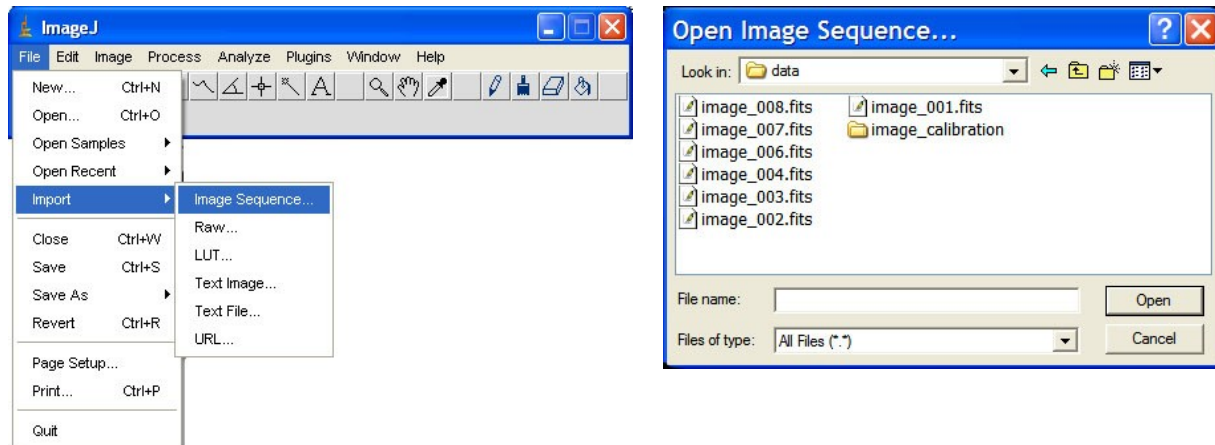 ImageJ
File Edit Image Process Analyze Plugins Window Help
New... Ctrl+N
Open... Ctrl+O
Open Samples
Open Recent
Import
Close Ctrl+W
Save Ctrl+S
Save As
Revert Ctrl+R
Page Setup...
Print... Ctrl+P
Quit
Image Sequence...
Raw...
LUT...
Text Image...
Text File...
URL...
A
Open Image Sequence...
Look in: data
image_008.fits
image_007.fits
image_006.fits
image_004.fits
image_003.fits
image_002.fits
image_001.fits
image_calibration
File name:
Open
Files of type: All Files (*.*)
Cancel